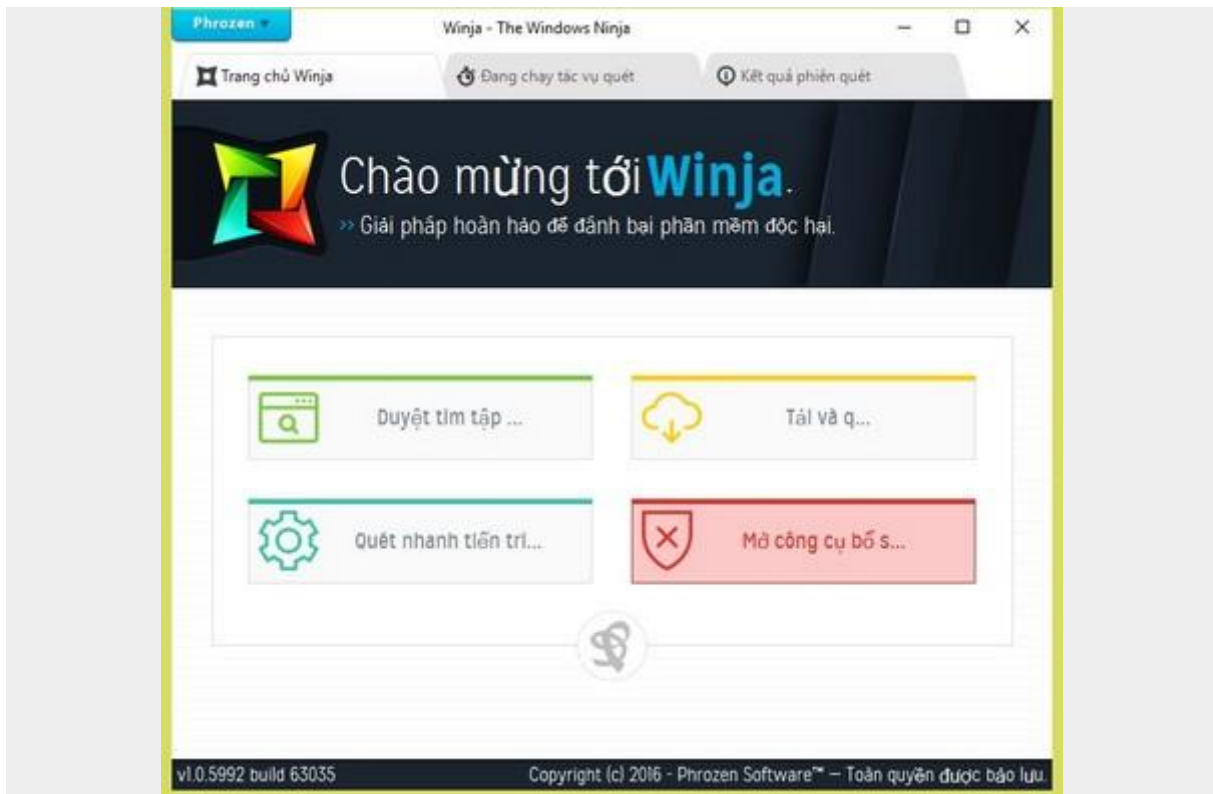 Phrozen
Winja - The Windows Ninja
Trang chủ Winja
Đang chạy tác vụ quét
Kết quả phiên quét
Chào mừng tới Winja.
>> Giải pháp hoàn hảo để đánh bại phần mềm độc hại.
Duyệt tìm tập ...
Tải và q...
Quét nhanh tiến trì...
Mở công cụ bổ s...
v1.0.5992 build 63035
Copyright (c) 2016 - Phrozen Software™ — Toàn quyền được bảo lưu.